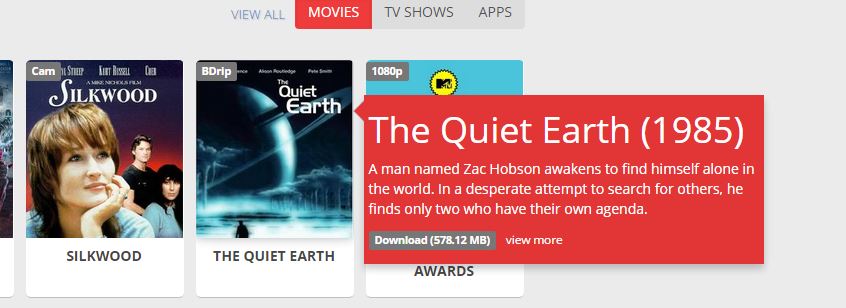 VIEW ALL
MOVIES
TV SHOWS
APPS
Cam
STREEP KURT RUSSELL CHER
A MIKE NICHOLS FILM
SILKWOOD
SILKWOOD
BDrip
Alison Routledge Pete Smith
The
Quiet
Earth
THE QUIET EARTH
1080p
MTV
The Quiet Earth (1985)
A man named Zac Hobson awakens to find himself alone in
the world. In a desperate attempt to search for others, he
finds only two who have their own agenda.
Download (578.12 MB) view more
AWARDS